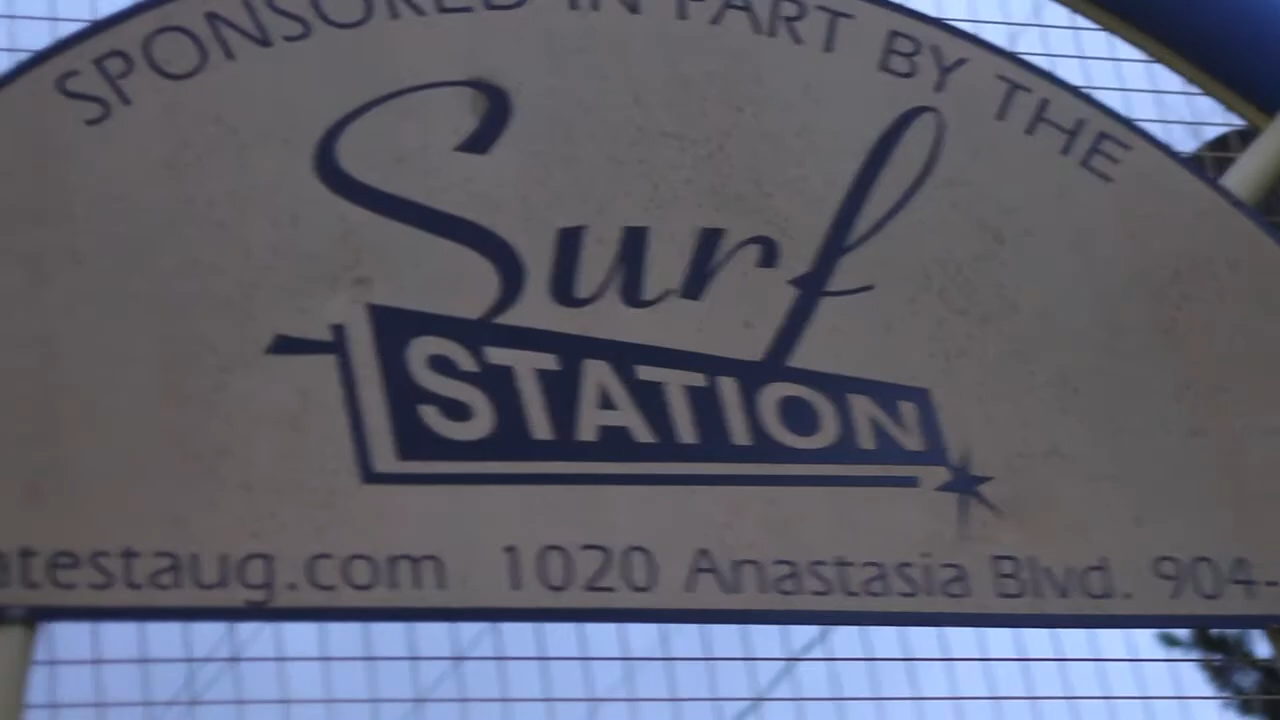 SPONSORED IN PART BY THE
Surf
STATION
atestaug.com 1020 Anastasia Blvd. 904-